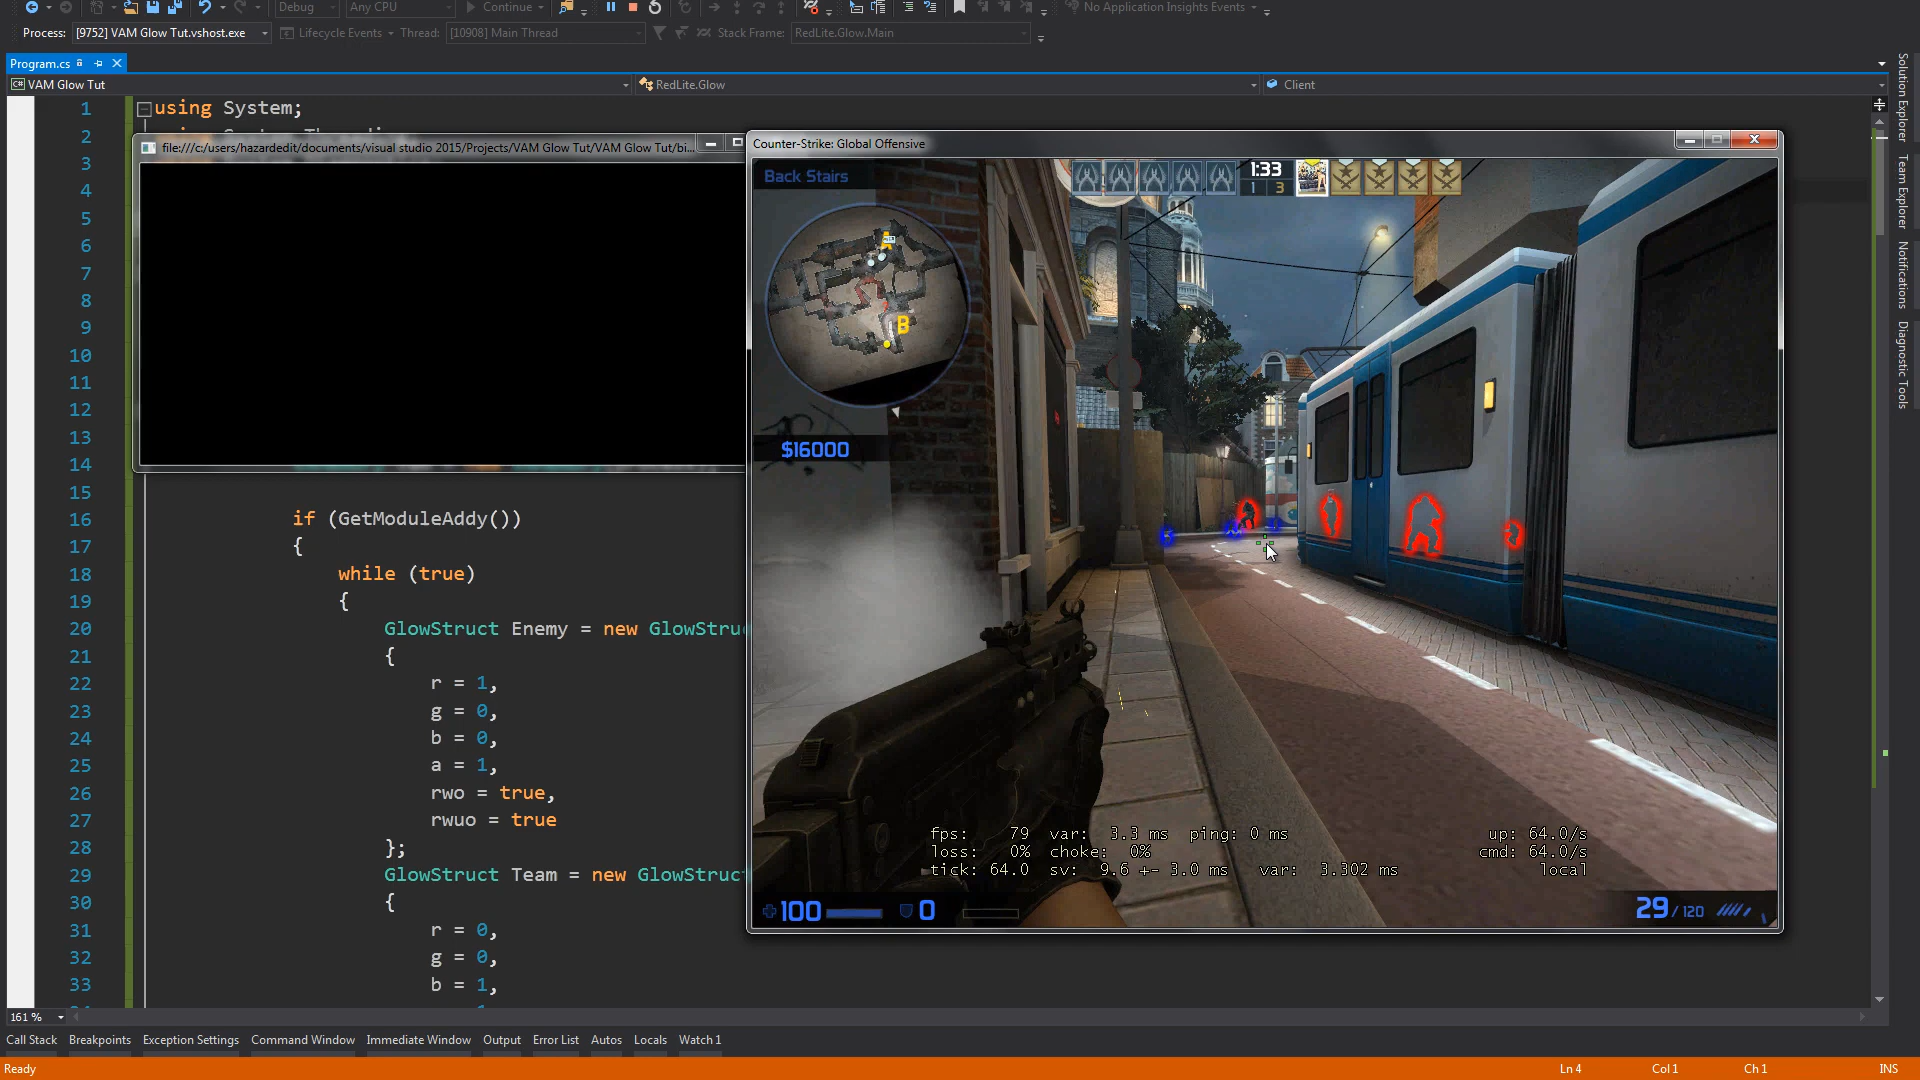 Debug
Any CPU
Continue
No Application Insights Events
Process: [9752] VAM Glow Tut.vshost.exe
Lifecycle Events
Thread: [10908] Main Thread
Stack Frame: RedLite.Glow.Main
Program.cs
VAM Glow Tut
RedLite.Glow
Client
1 using System;
2
file:///c:/users/hazardedit/documents/visual studio 2015/Projects/VAM Glow Tut/VAM Glow Tut/bi...
3
4
5
6
7
8
9
10
11
12
13
14
15
16 if (GetModuleAddy())
17 {
18 while (true)
19 {
20 GlowStruct Enemy = new GlowStru
21 {
22 r = 1,
23 g = 0,
24 b = 0,
25 a = 1,
26 rwo = true,
27 rwuo = true
28 };
29 GlowStruct Team = new GlowStruct
30 {
31 r = 0,
32 g = 0,
33 b = 1,
Counter-Strike: Global Offensive
Back Stairs
1:33
1 3
A
B
$16000
fps: 79 var: 3.3 ms ping: 0 ms
up: 64.0/s
loss: 0% choke: 0%
cmd: 64.0/s
tick: 64.0 sv: 9.6 +- 3.0 ms var: 3.302 ms
local
100
0
29 / 120
Solution Explorer
Team Explorer
Notifications
Diagnostic Tools
161 %
Call Stack
Breakpoints
Exception Settings
Command Window
Immediate Window
Output
Error List
Autos
Locals
Watch 1
Ready
Ln 4
Col 1
Ch 1
INS